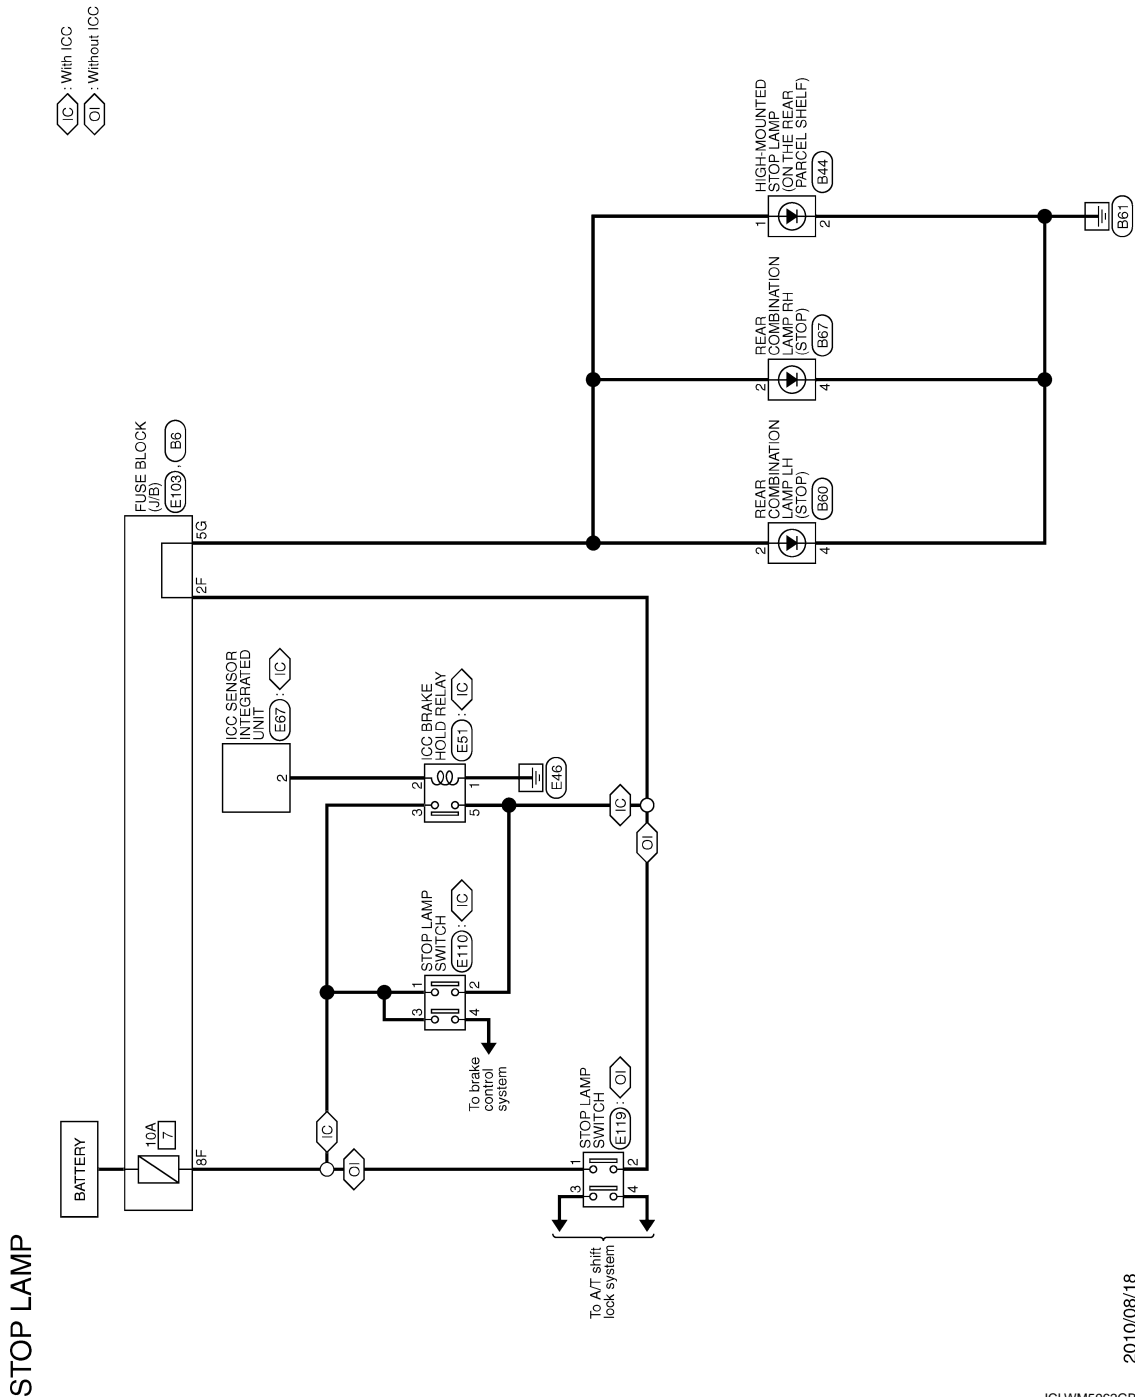 STOP LAMP
BATTERY
10A
7
8F
FUSE BLOCK
(J/B)
E103 , B6
2F
5G
IC : With ICC
OI : Without ICC
IC
OI
ICC SENSOR
INTEGRATED
UNIT
E67 : IC
2
STOP LAMP
SWITCH
E110 : IC
3
1
4
2
To brake
control
system
ICC BRAKE
HOLD RELAY
E51 : IC
3
2
5
1
E46
IC
OI
STOP LAMP
SWITCH
E119 : OI
3
1
4
2
To A/T shift
lock system
REAR
COMBINATION
LAMP LH
(STOP)
B60
2
4
REAR
COMBINATION
LAMP RH
(STOP)
B67
2
4
HIGH-MOUNTED
STOP LAMP
(ON THE REAR
PARCEL SHELF)
B44
1
2
B61
2010/08/18